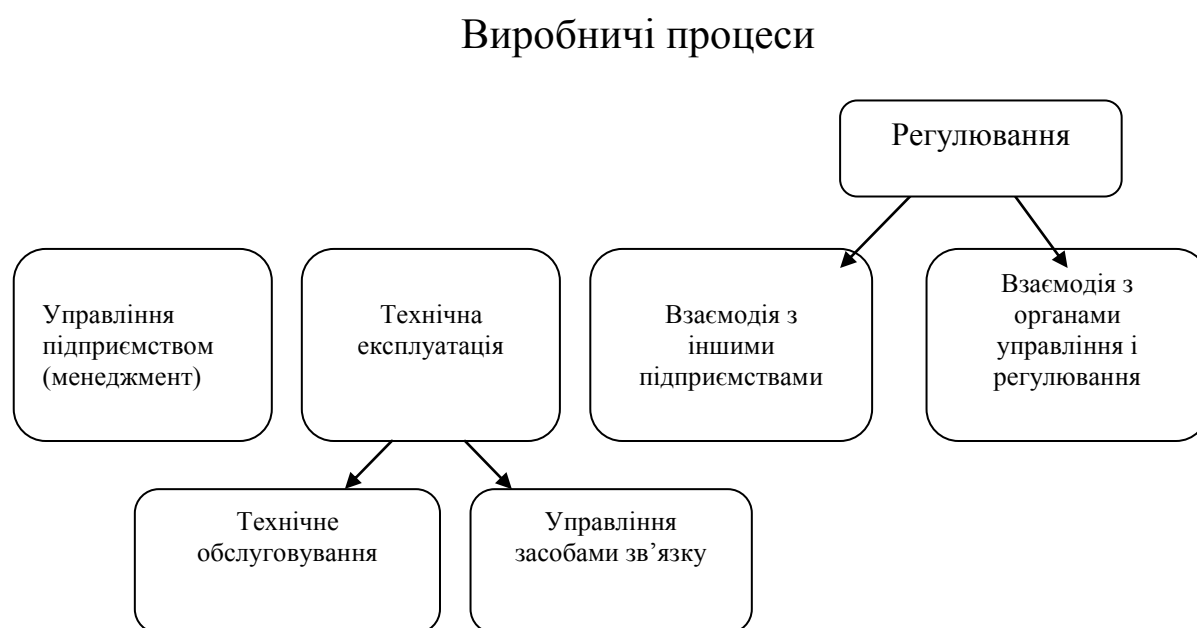 Виробничі процеси
Регулювання
Управління
підприємством
(менеджмент)
Технічна
експлуатація
Взаємодія з
іншими
підприємствами
Взаємодія з
органами
управління і
регулювання
Технічне
обслуговування
Управління
засобами зв’язку